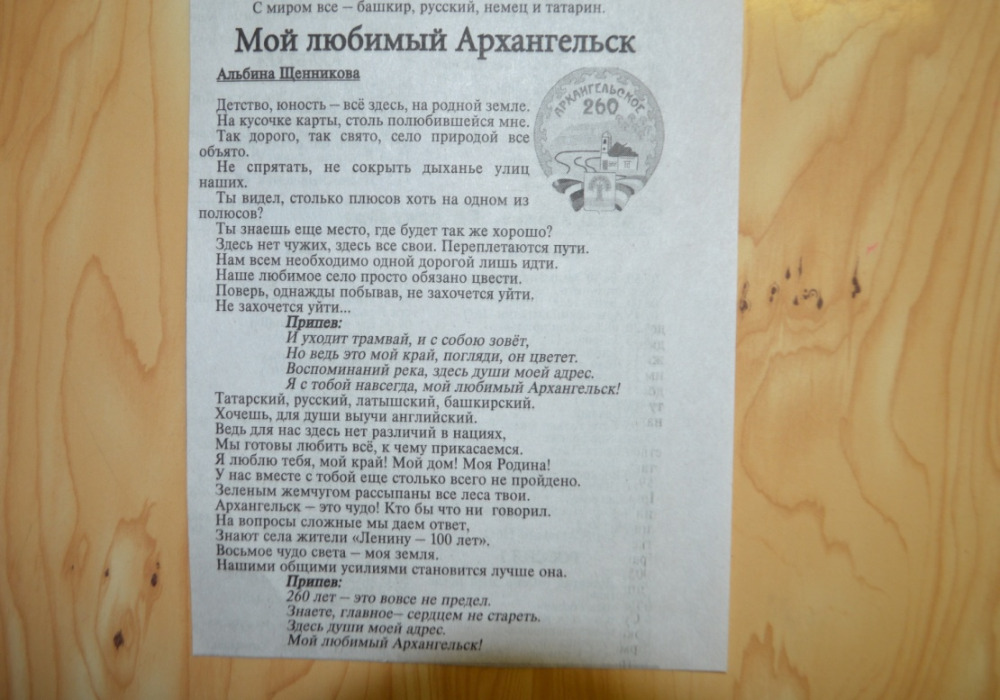 С миром все – башкир, русский, немец и татарин.
Мой любимый Архангельск
Альбина Щенникова
АРХАНГЕЛЬСКОЕ
260
Детство, юность – всё здесь, на родной земле.
На кусочке карты, столь полюбившейся мне.
Так дорого, так свято, село природой все
объято.
Не спрятать, не сокрыть дыханье улиц
наших.
Ты видел, столько плюсов хоть на одном из
полюсов?
Ты знаешь еще место, где будет так же хорошо?
Здесь нет чужих, здесь все свои. Переплетаются пути.
Нам всем необходимо одной дорогой лишь идти.
Наше любимое село просто обязано цвести.
Поверь, однажды побывав, не захочется уйти,
Не захочется уйти...
Припев:
И уходит трамвай, и с собою зовёт,
Но ведь это мой край, погляди, он цветет.
Воспоминаний река, здесь души моей адрес.
Я с тобой навсегда, мой любимый Архангельск!
Татарский, русский, латышский, башкирский.
Хочешь, для души выучи английский.
Ведь для нас здесь нет различий в нациях,
Мы готовы любить всё, к чему прикасаемся.
Я люблю тебя, мой край! Мой дом! Моя Родина!
У нас вместе с тобой еще столько всего не пройдено.
Зеленым жемчугом рассыпаны все леса твои.
Архангельск – это чудо! Кто бы что ни говорил.
На вопросы сложные мы даем ответ,
Знают села жители «Ленину – 100 лет».
Восьмое чудо света – моя земля.
Нашими общими усилиями становится лучше она.
Припев:
260 лет – это вовсе не предел.
Знаете, главное– сердцем не стареть.
Здесь души моей адрес.
Мой любимый Архангельск!